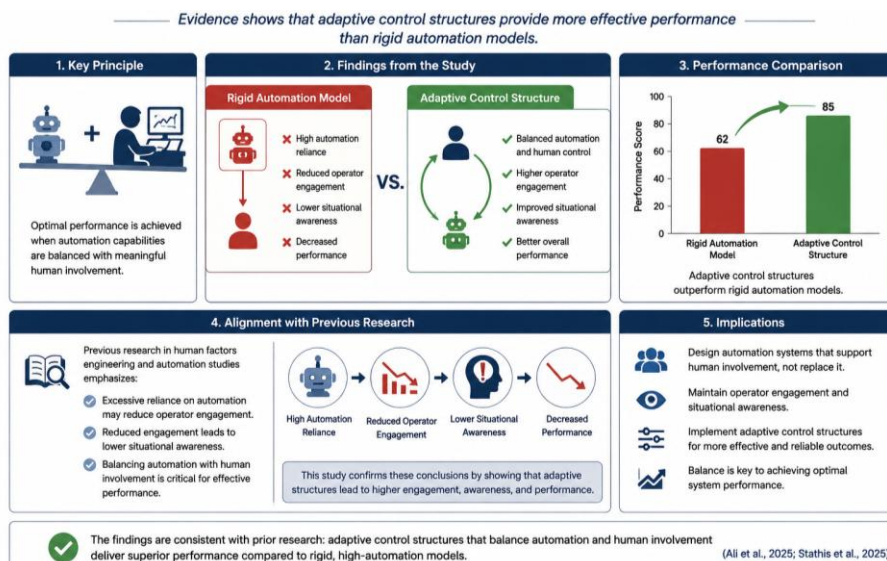 Evidence shows that adaptive control structures provide more effective performance
than rigid automation models.
1. Key Principle
Optimal performance is achieved
when automation capabilities
are balanced with meaningful
human involvement.
2. Findings from the Study
Rigid Automation Model
High automation
reliance
Reduced operator
engagement
Lower situational
awareness
Decreased
performance
VS.
Adaptive Control Structure
Balanced automation
and human control
Higher operator
engagement
Improved situational
awareness
Better overall
performance
3. Performance Comparison
Performance Score
100
80
60
40
20
0
62
85
Rigid Automation
Model
Adaptive Control
Structure
Adaptive control structures
outperform rigid automation models.
4. Alignment with Previous Research
Previous research in human factors
engineering and automation studies
emphasizes:
Excessive reliance on automation
may reduce operator engagement.
Reduced engagement leads to
lower situational awareness.
Balancing automation with human
involvement is critical for effective
performance.
High Automation
Reliance
Reduced Operator
Engagement
Lower Situational
Awareness
Decreased
Performance
This study confirms these conclusions by showing that adaptive
structures lead to higher engagement, awareness, and performance.
5. Implications
Design automation systems that support
human involvement, not replace it.
Maintain operator engagement and
situational awareness.
Implement adaptive control structures
for more effective and reliable outcomes.
Balance is key to achieving optimal
system performance.
The findings are consistent with prior research: adaptive control structures that balance automation and human involvement
deliver superior performance compared to rigid, high-automation models.
(Ali et al., 2025; Stathis et al., 2025)